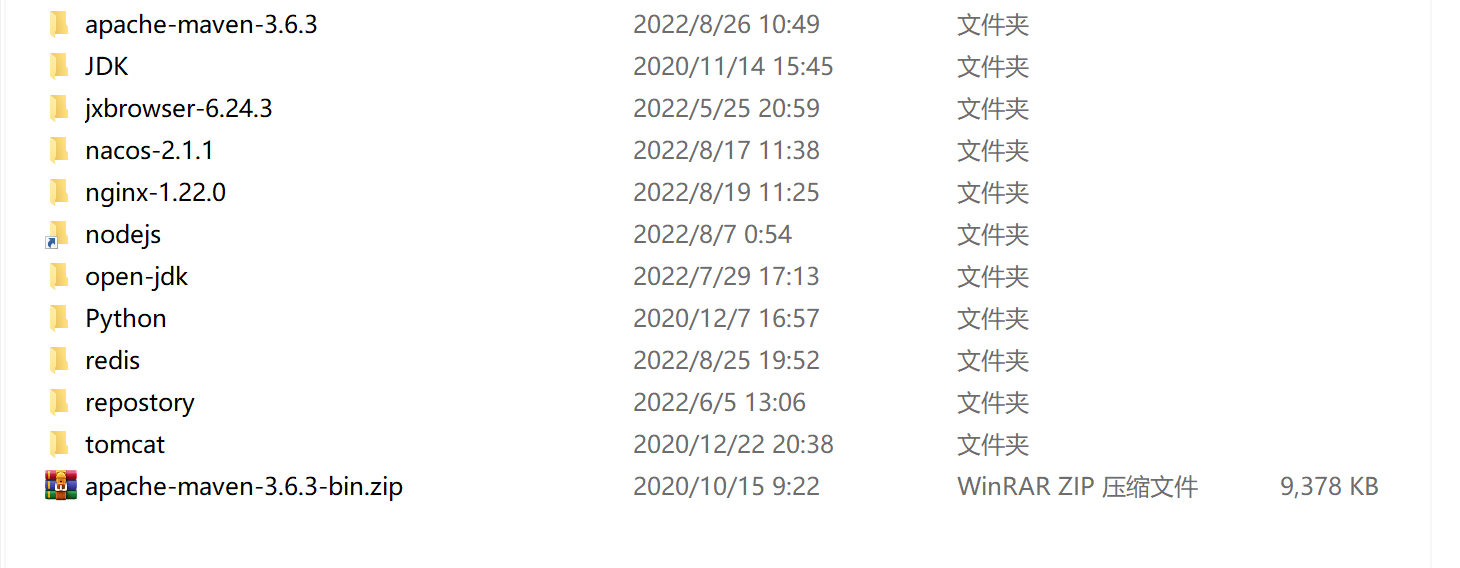 apache-maven-3.6.3 2022/8/26 10:49 文件夹
JDK 2020/11/14 15:45 文件夹
jxbrowser-6.24.3 2022/5/25 20:59 文件夹
nacos-2.1.1 2022/8/17 11:38 文件夹
nginx-1.22.0 2022/8/19 11:25 文件夹
nodejs 2022/8/7 0:54 文件夹
open-jdk 2022/7/29 17:13 文件夹
Python 2020/12/7 16:57 文件夹
redis 2022/8/25 19:52 文件夹
repostory 2022/6/5 13:06 文件夹
tomcat 2020/12/22 20:38 文件夹
apache-maven-3.6.3-bin.zip 2020/10/15 9:22 WinRAR ZIP 压缩文件 9,378 KB